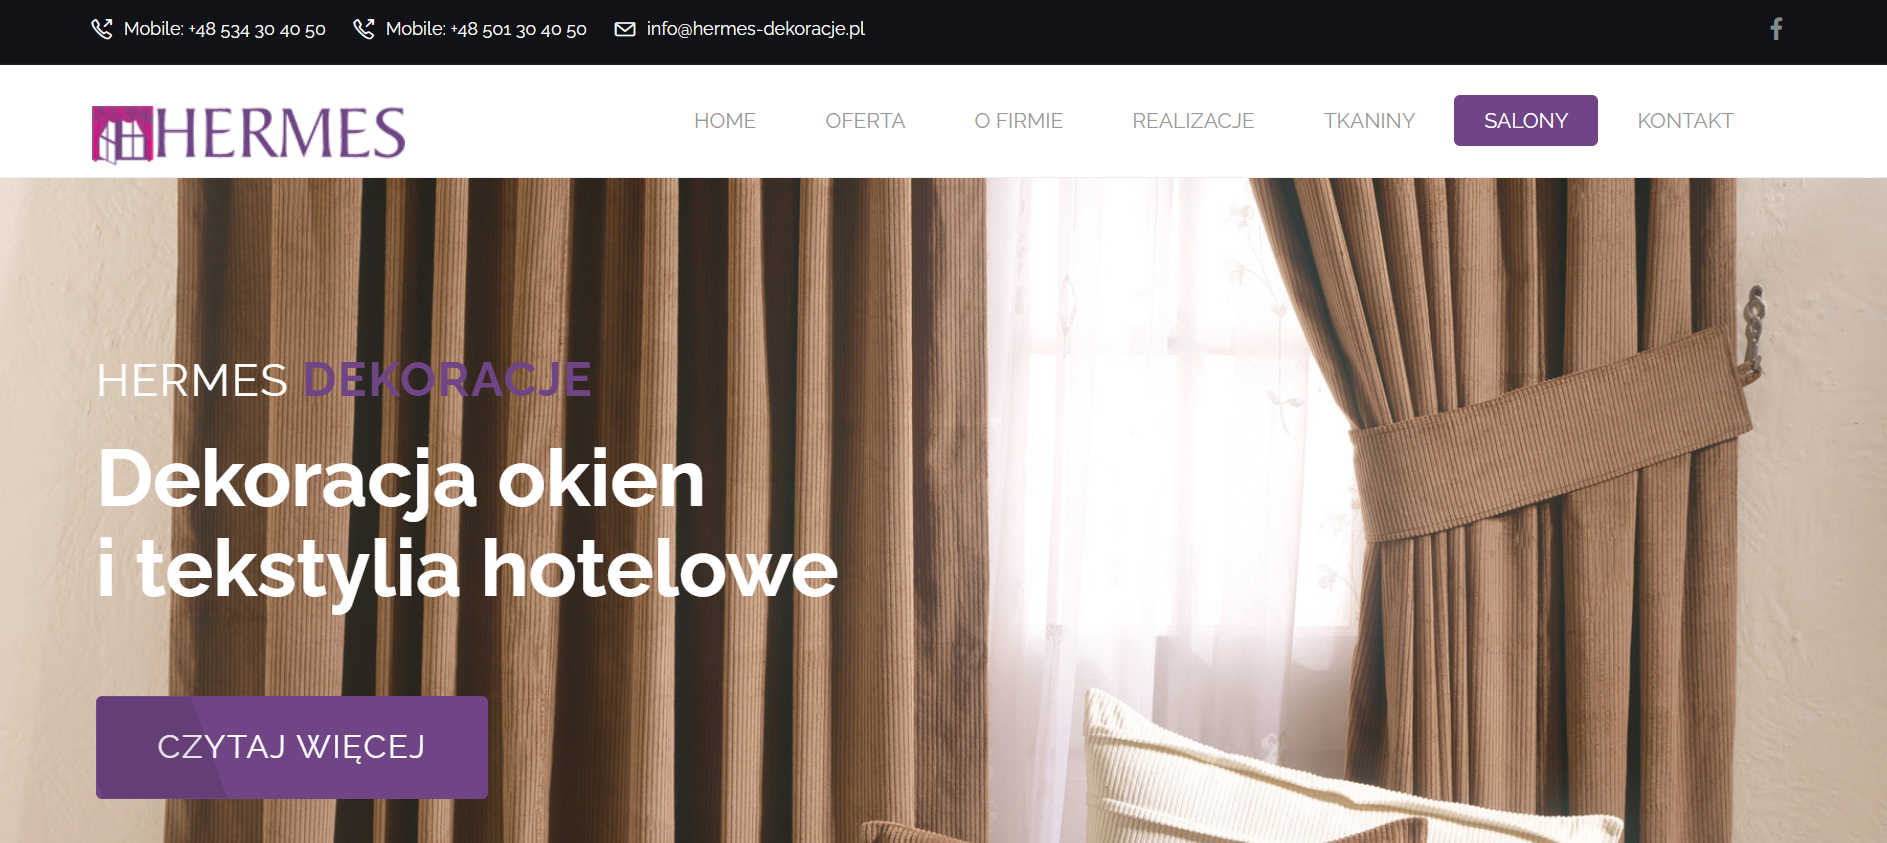 Mobile: +48 534 30 40 50 Mobile: +48 501 30 40 50 info@hermes-dekoracje.pl
HERMES HOME OFERTA O FIRMIE REALIZACJE TKANINY SALONY KONTAKT
HERMES DEKORACJE
Dekoracja okien
i tekstylia hotelowe
CZYTAJ WIĘCEJ